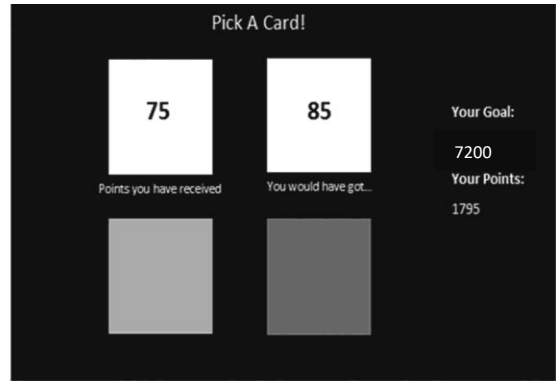 Pick A Card!
75
85
Points you have received
You would have got...
Your Goal:
7200
Your Points:
1795